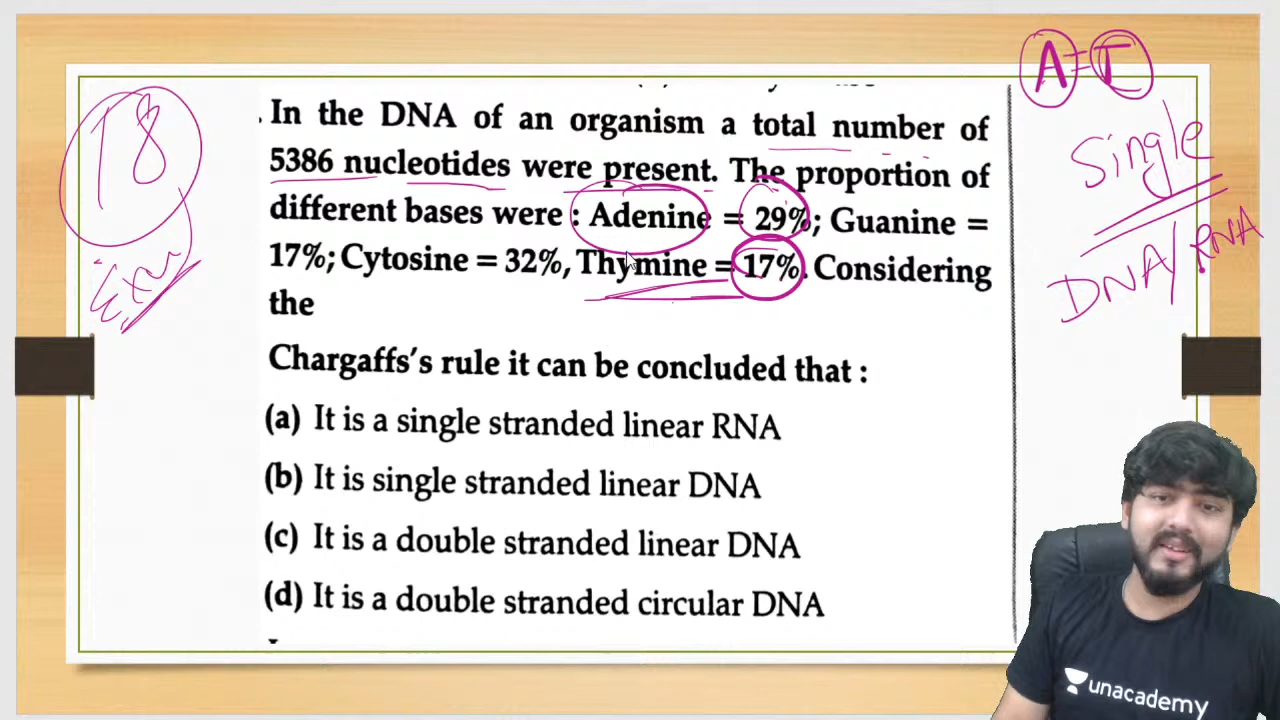 A = T
18
Exm
Single
DNA/RNA
. In the DNA of an organism a total number of
5386 nucleotides were present. The proportion of
different bases were : Adenine = 29%; Guanine =
17%; Cytosine = 32%, Thymine = 17%. Considering
the
Chargaffs's rule it can be concluded that :
(a) It is a single stranded linear RNA
(b) It is single stranded linear DNA
(c) It is a double stranded linear DNA
(d) It is a double stranded circular DNA
unacademy